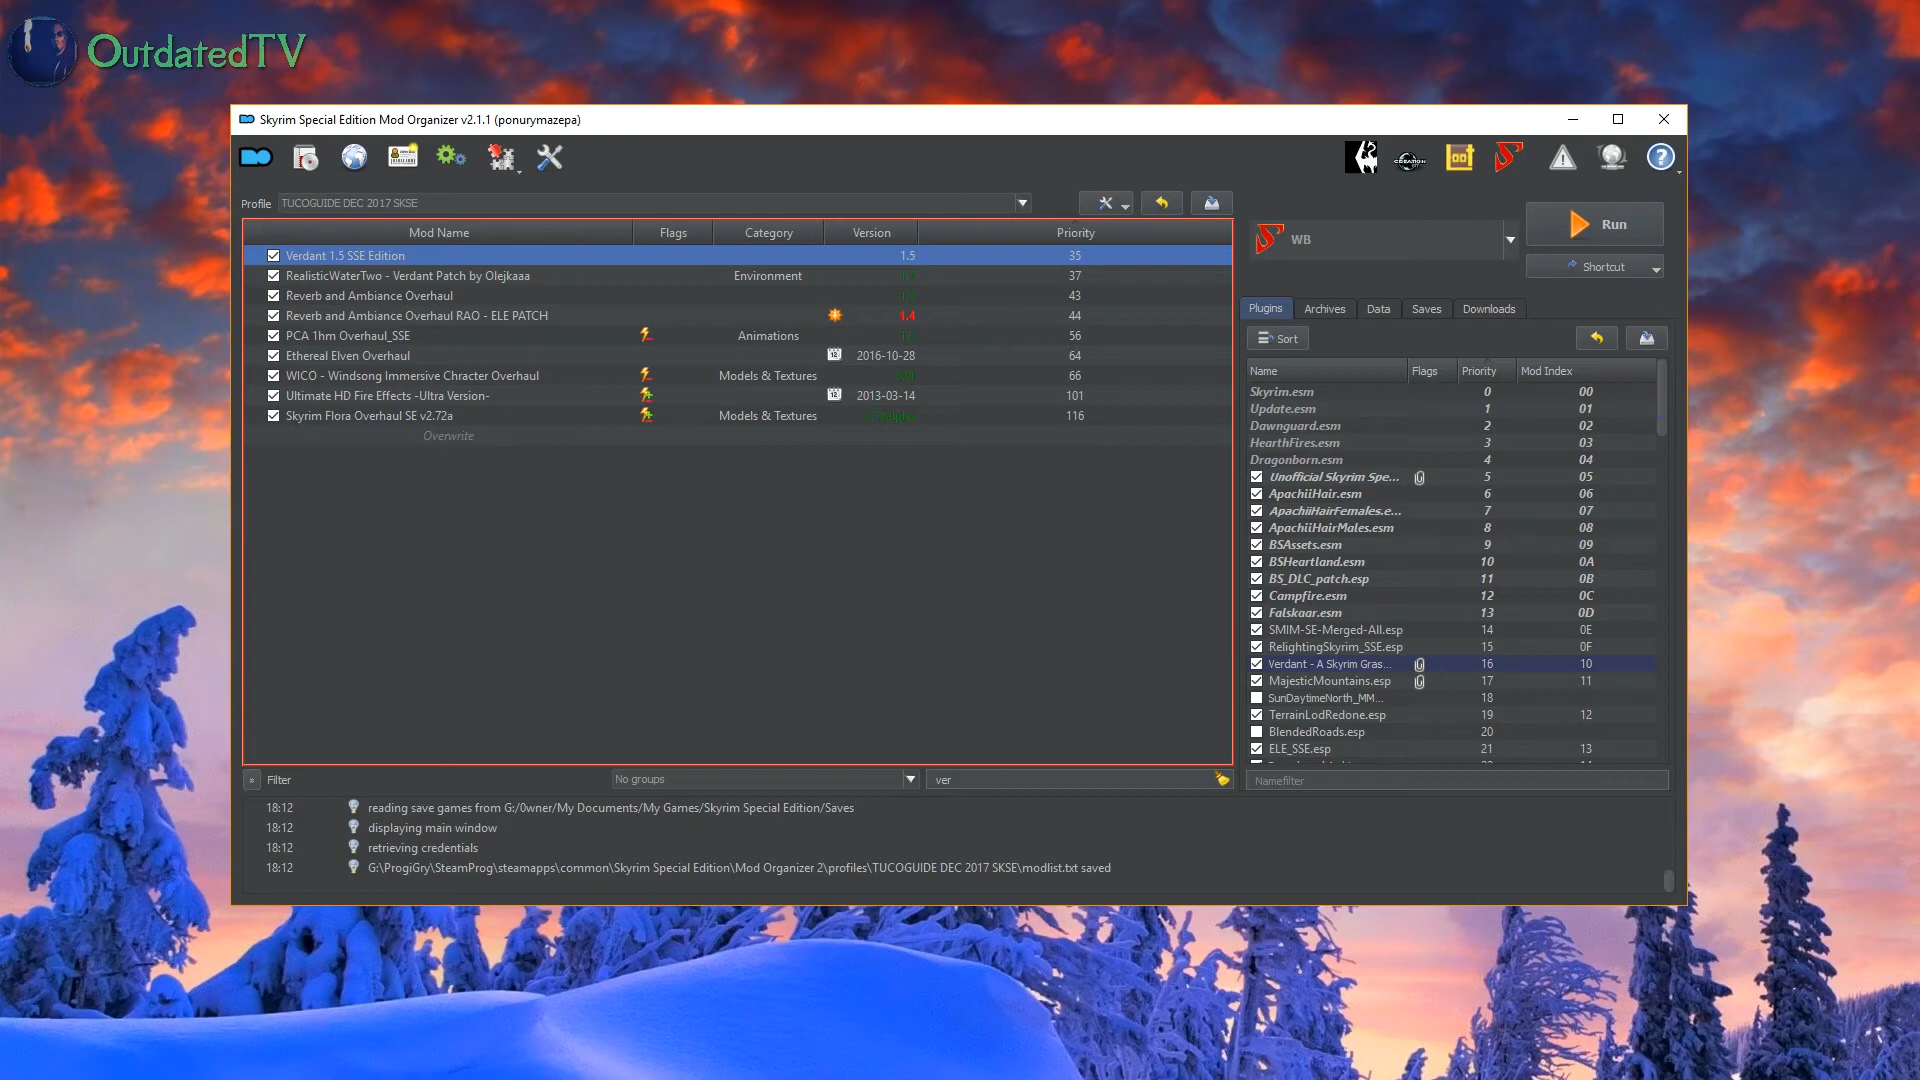 OutdatedTV
Skyrim Special Edition Mod Organizer v2.1.1 (ponurymazepa)
Profile TUCOGUIDE DEC 2017 SKSE
Mod Name Flags Category Version Priority
Verdant 1.5 SSE Edition 1.5 35
RealisticWaterTwo - Verdant Patch by Olejkaaa Environment 37
Reverb and Ambiance Overhaul 43
Reverb and Ambiance Overhaul RAO - ELE PATCH 1.4 44
PCA 1hm Overhaul_SSE Animations 56
Ethereal Elven Overhaul 2016-10-28 64
WICO - Windsong Immersive Chracter Overhaul Models & Textures 66
Ultimate HD Fire Effects -Ultra Version- 2013-03-14 101
Skyrim Flora Overhaul SE v2.72a Models & Textures 116
Overwrite
Filter No groups ver
WB
Run
Shortcut
Plugins Archives Data Saves Downloads
Sort
Name Flags Priority Mod Index
Skyrim.esm 0 00
Update.esm 1 01
Dawnguard.esm 2 02
HearthFires.esm 3 03
Dragonborn.esm 4 04
Unofficial Skyrim Spe... 5 05
ApachiiHair.esm 6 06
ApachiiHairFemales.e... 7 07
ApachiiHairMales.esm 8 08
BSAssets.esm 9 09
BSHeartland.esm 10 0A
BS_DLC_patch.esp 11 0B
Campfire.esm 12 0C
Falskaar.esm 13 0D
SMIM-SE-Merged-All.esp 14 0E
RelightingSkyrim_SSE.esp 15 0F
Verdant - A Skyrim Gras... 16 10
MajesticMountains.esp 17 11
SunDaytimeNorth_MM... 18
TerrainLodRedone.esp 19 12
BlendedRoads.esp 20
ELE_SSE.esp 21 13
Namefilter
18:12 reading save games from G:/0wner/My Documents/My Games/Skyrim Special Edition/Saves
18:12 displaying main window
18:12 retrieving credentials
18:12 G:\ProgiGry\SteamProg\steamapps\common\Skyrim Special Edition\Mod Organizer 2\profiles\TUCOGUIDE DEC 2017 SKSE\modlist.txt saved